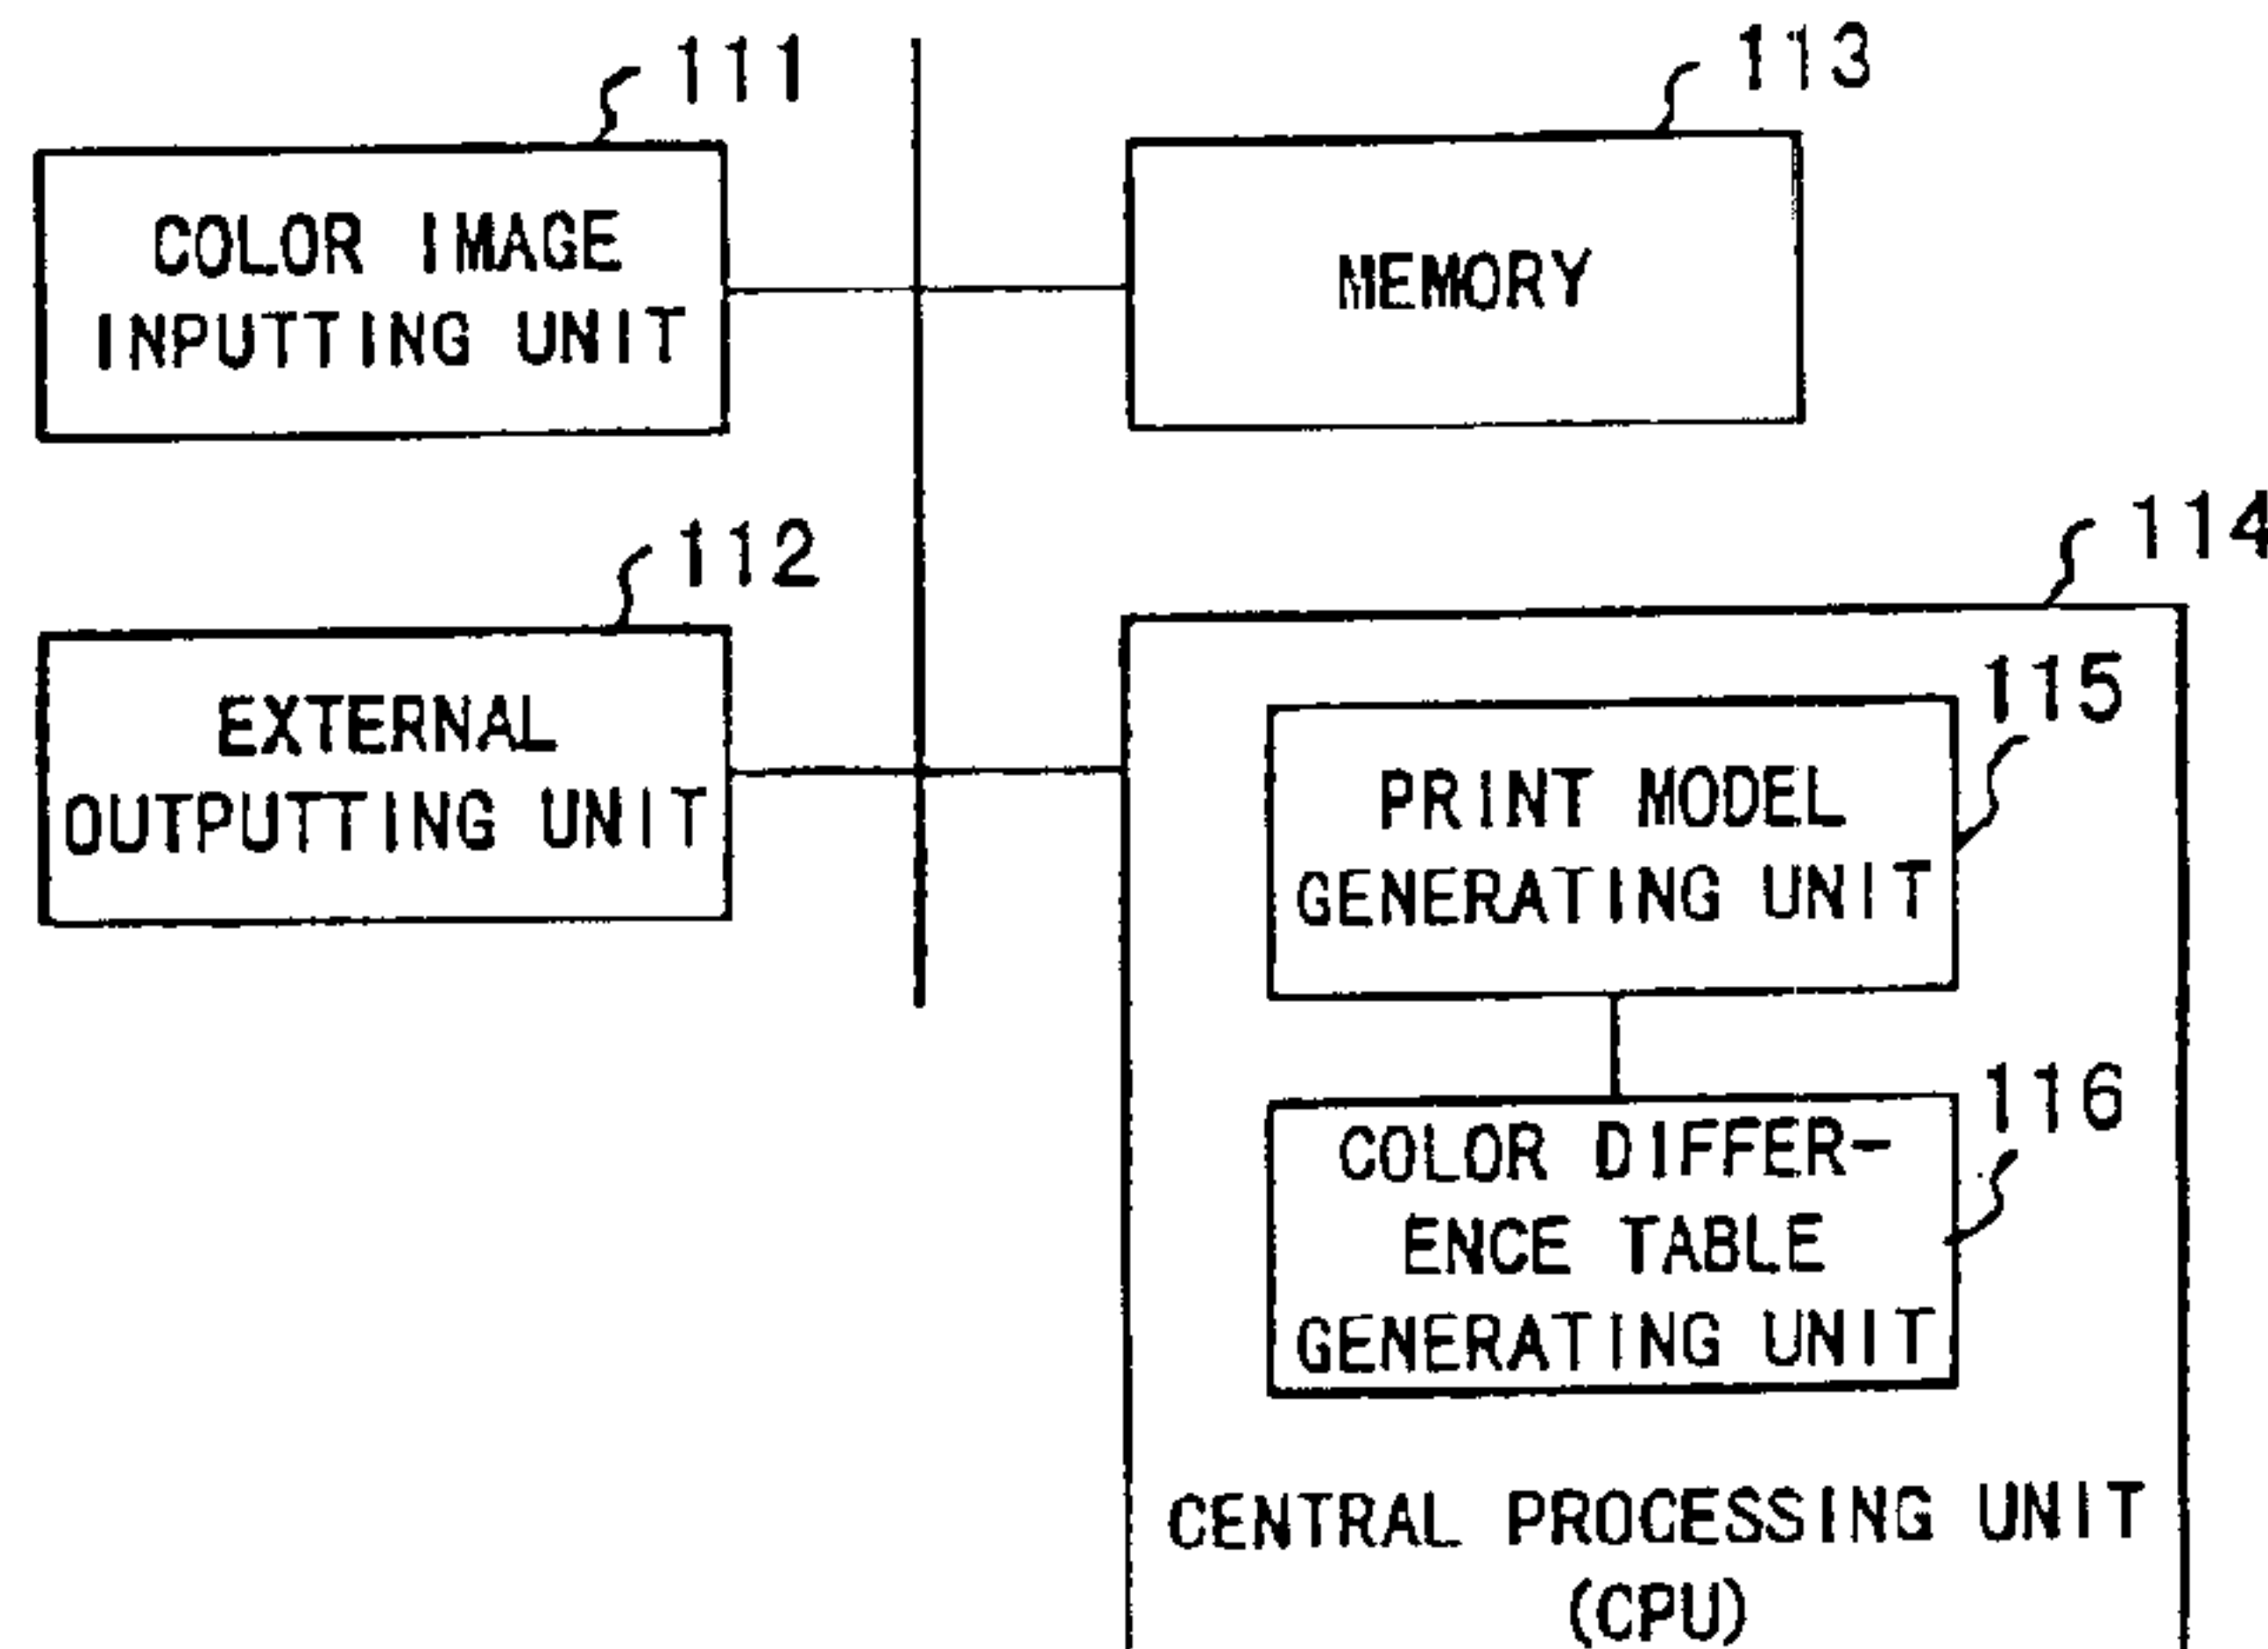 111
COLOR IMAGE
INPUTTING UNIT
113
MEMORY
112
EXTERNAL
OUTPUTTING UNIT
114
115
PRINT MODEL
GENERATING UNIT
116
COLOR DIFFER-
ENCE TABLE
GENERATING UNIT
CENTRAL PROCESSING UNIT
(CPU)